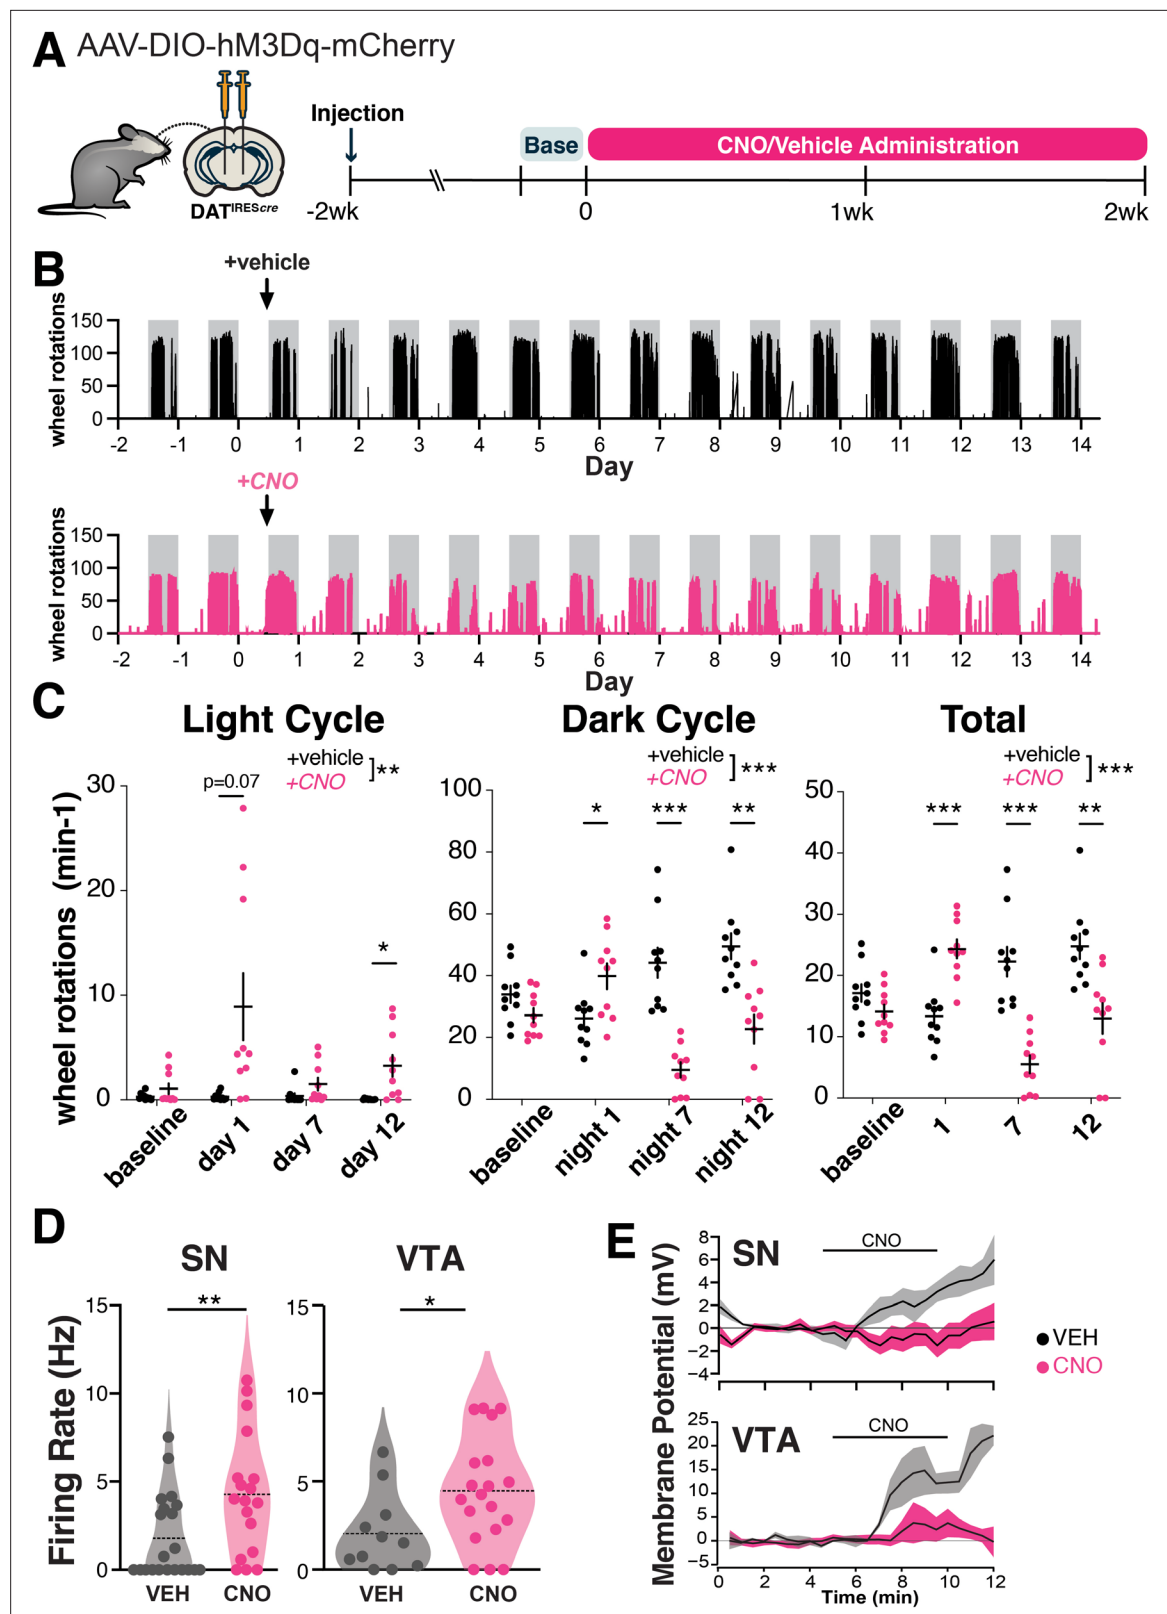 A AAV-DIO-hM3Dq-mCherry
Injection
Base
CNO/Vehicle Administration
DATIREScre
-2wk
0
1wk
2wk
B
+vehicle
wheel rotations
150
100
50
0
-2 -1 0 1 2 3 4 5 6 7 8 9 10 11 12 13 14
Day
+CNO
wheel rotations
150
100
50
0
-2 -1 0 1 2 3 4 5 6 7 8 9 10 11 12 13 14
Day
C
wheel rotations (min-1)
Light Cycle
+vehicle
+CNO
**
p=0.07
*
30
20
10
0
baseline
day 1
day 7
day 12
Dark Cycle
+vehicle
+CNO
***
* *** **
100
80
60
40
20
0
baseline
night 1
night 7
night 12
Total
+vehicle
+CNO
***
*** *** **
50
40
30
20
10
0
baseline
1
7
12
D
Firing Rate (Hz)
SN
**
15
10
5
0
VEH CNO
VTA
*
15
10
5
0
VEH CNO
E
Membrane Potential (mV)
SN
CNO
8
6
4
2
0
-2
-4
VEH
CNO
VTA
CNO
25
20
15
10
5
0
-5
0 2 4 6 8 10 12
Time (min)